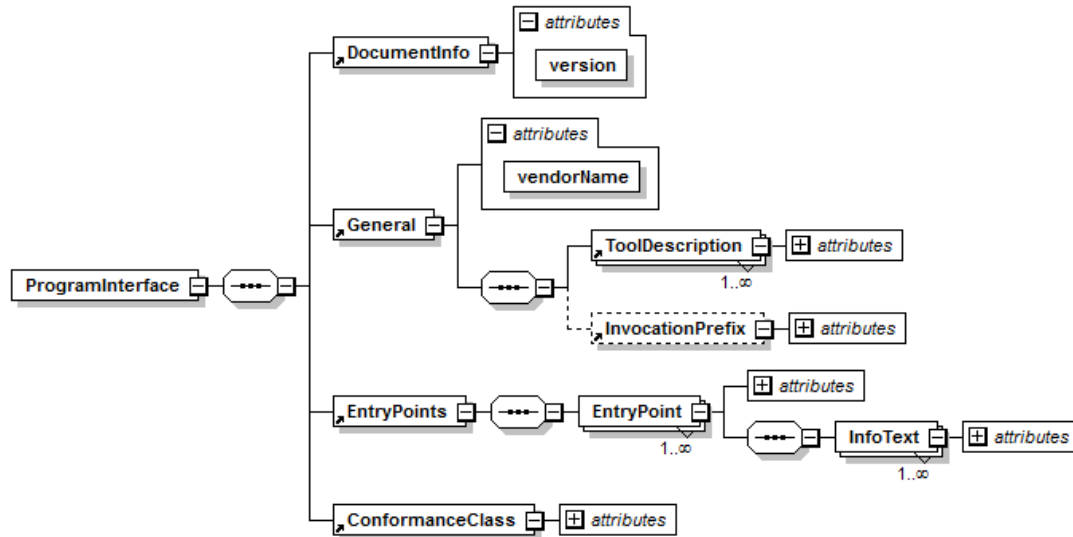 attributes
DocumentInfo
version
attributes
vendorName
General
ToolDescription
attributes
1..∞
ProgramInterface
InvocationPrefix
attributes
attributes
EntryPoints
EntryPoint
1..∞
InfoText
attributes
1..∞
ConformanceClass
attributes